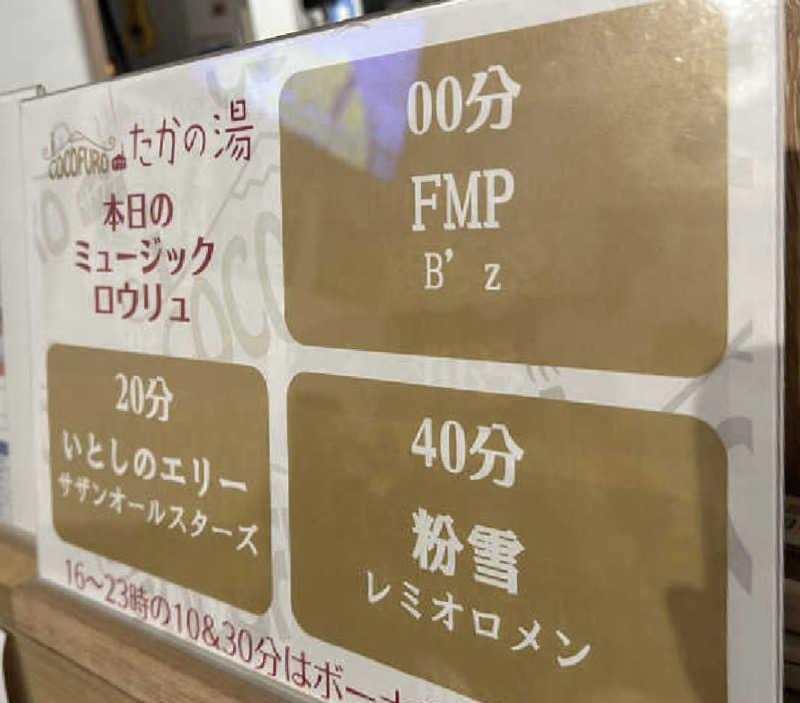 COCOFURO たかの湯
本日の
ミュージック
ロウリュ
00分
FMP
B'z
20分
いとしのエリー
サザンオールスターズ
40分
粉雪
レミオロメン
16〜23時の10&30分はボー